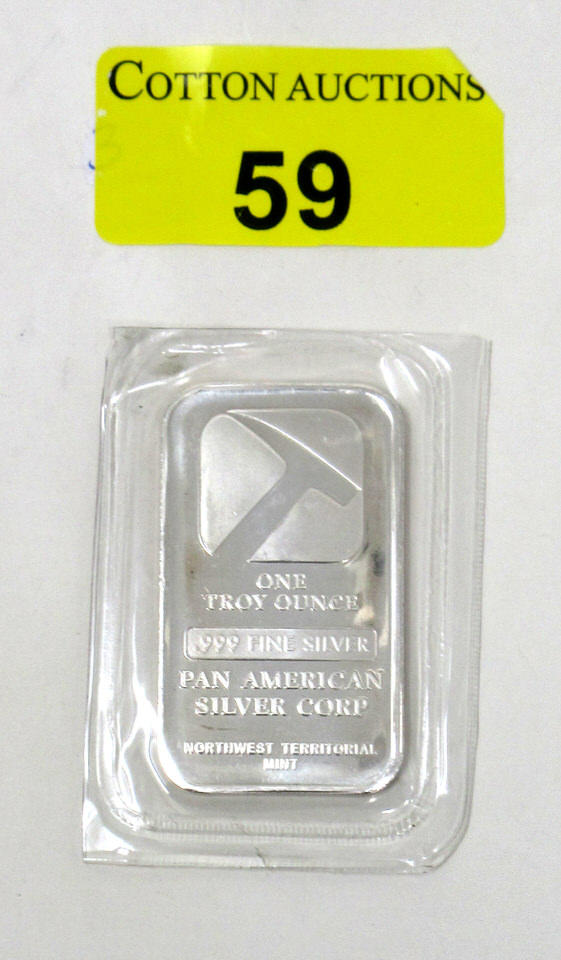 COTTON AUCTIONS
59
ONE
TROY OUNCE
.999 FINE SILVER
PAN AMERICAN
SILVER CORP
NORTHWEST TERRITORIAL
MINT